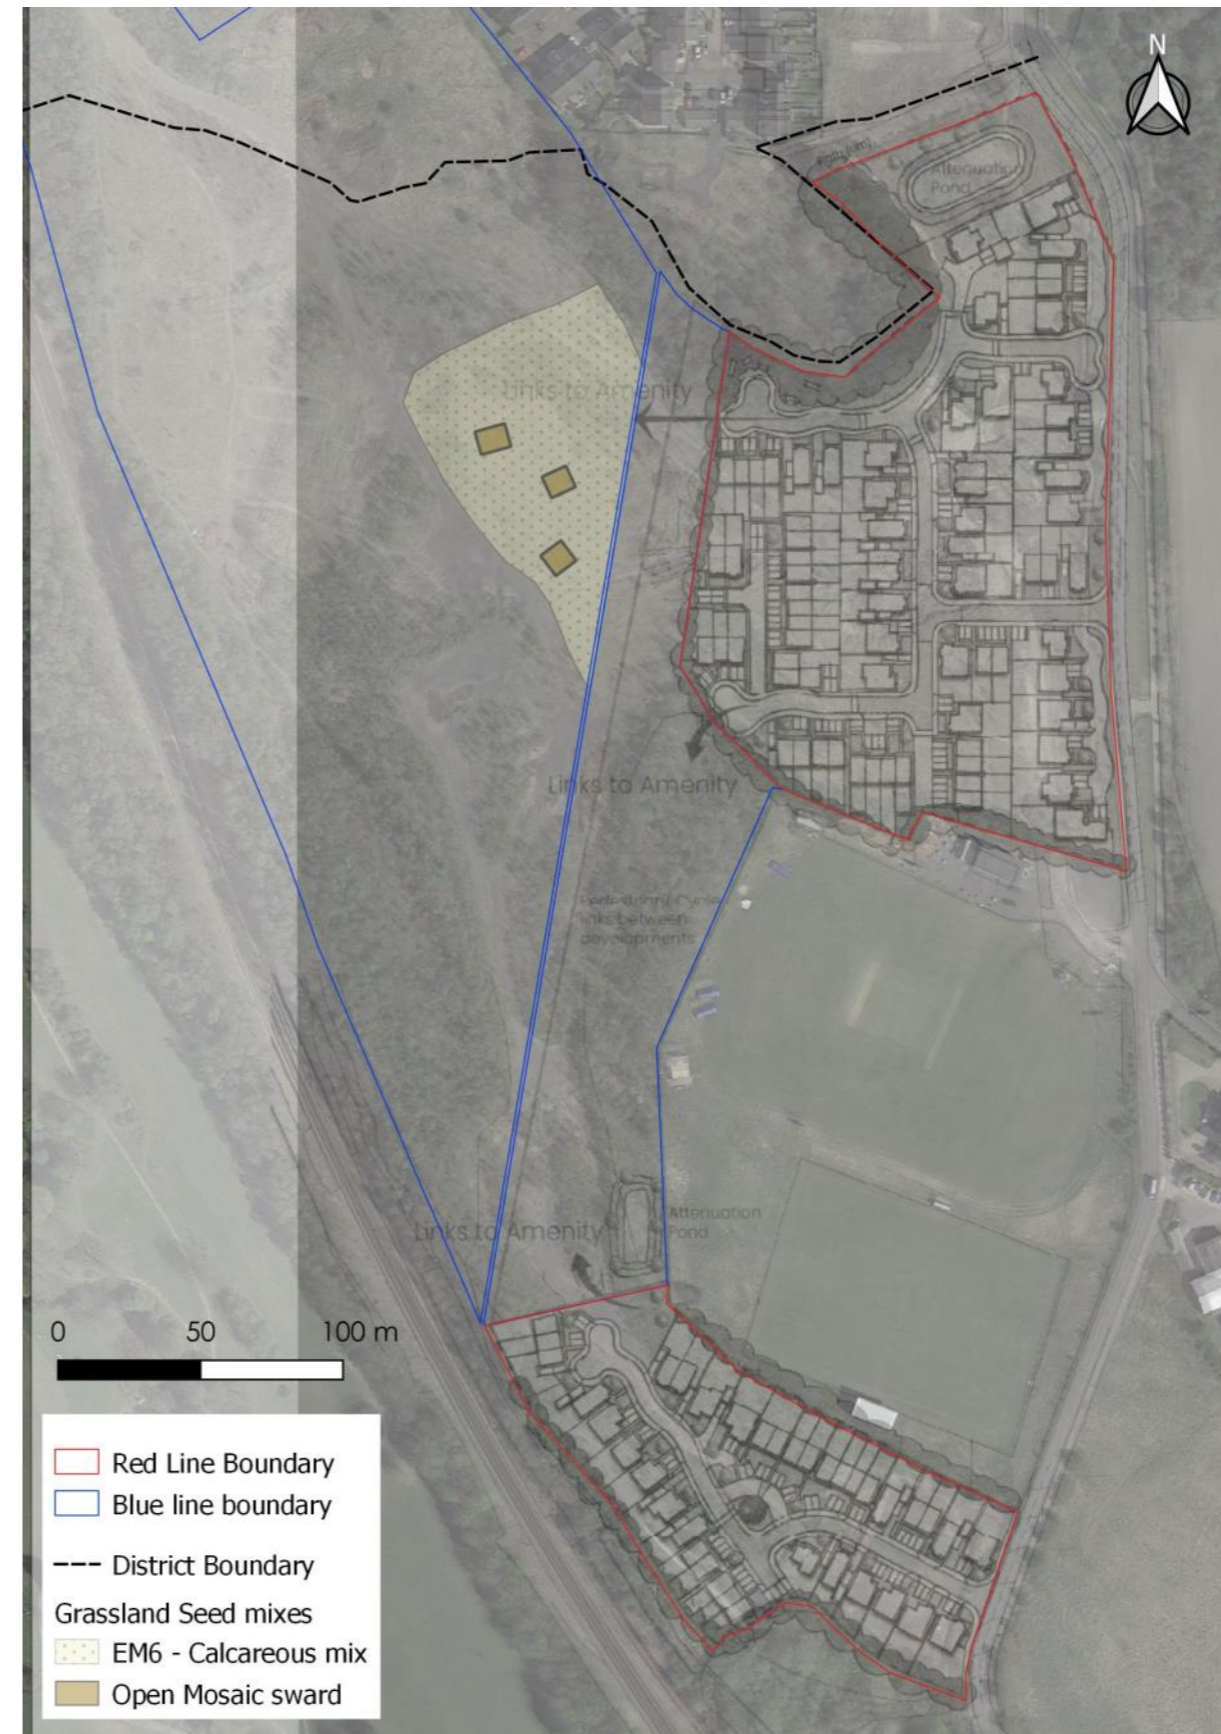 N
Attenuation
Pond
Links to Amenity
Links to Amenity
Pedestrian / Cycle
links between
developments
Attenuation
Pond
Links to Amenity
0 50 100 m
Red Line Boundary
Blue line boundary
District Boundary
Grassland Seed mixes
EM6 - Calcareous mix
Open Mosaic sward